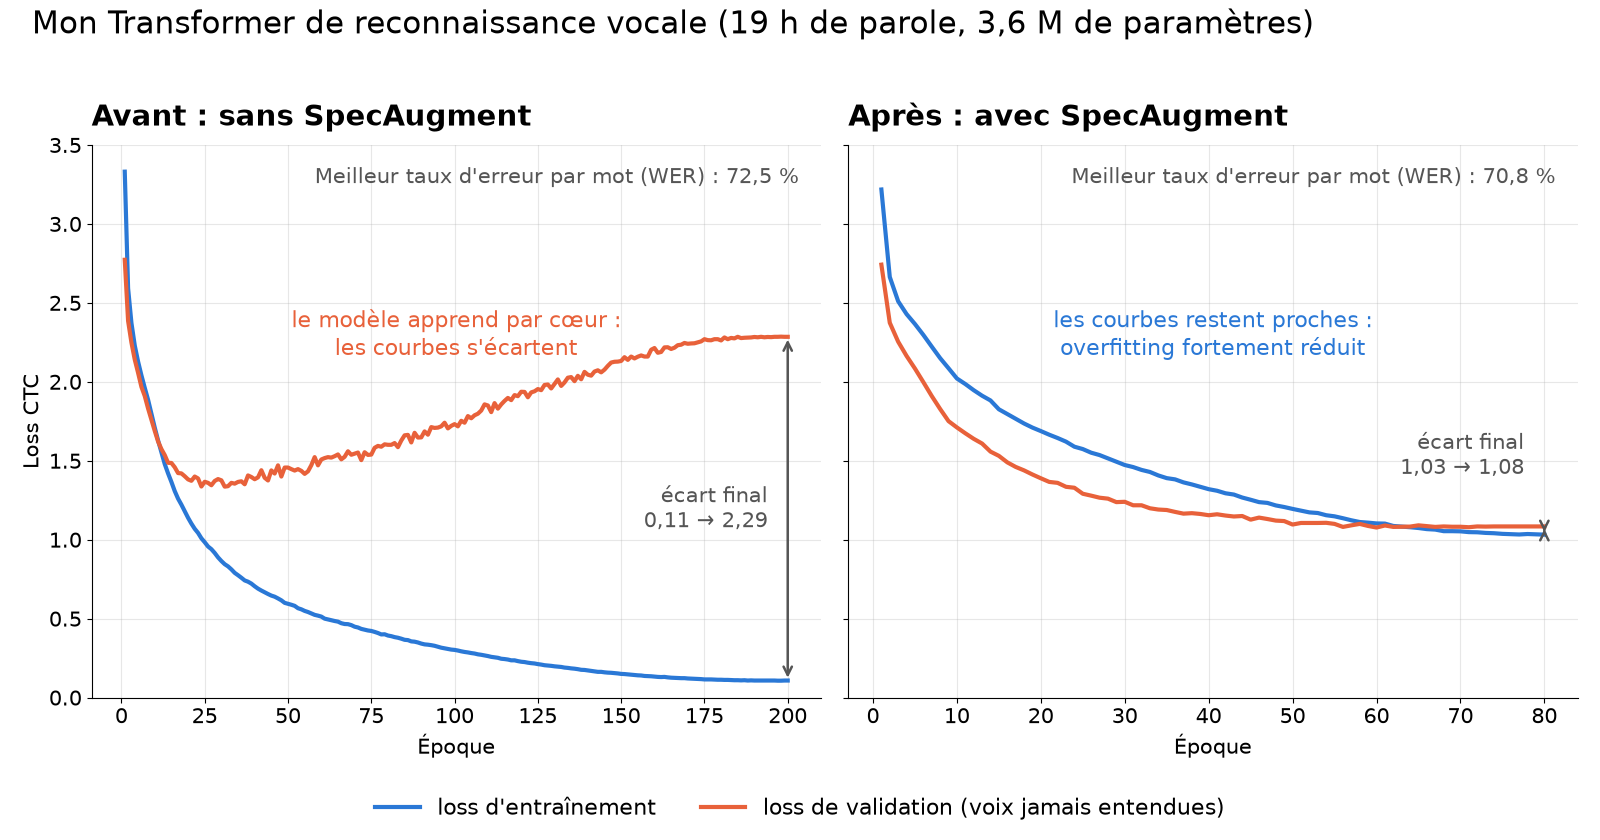 Mon Transformer de reconnaissance vocale (19 h de parole, 3,6 M de paramètres)
Avant : sans SpecAugment
Meilleur taux d'erreur par mot (WER) : 72,5 %
le modèle apprend par cœur :
les courbes s'écartent
écart final
0,11 → 2,29
Loss CTC
3.5
3.0
2.5
2.0
1.5
1.0
0.5
0.0
0 25 50 75 100 125 150 175 200
Époque
Après : avec SpecAugment
Meilleur taux d'erreur par mot (WER) : 70,8 %
les courbes restent proches :
overfitting fortement réduit
écart final
1,03 → 1,08
0 10 20 30 40 50 60 70 80
Époque
loss d'entraînement
loss de validation (voix jamais entendues)